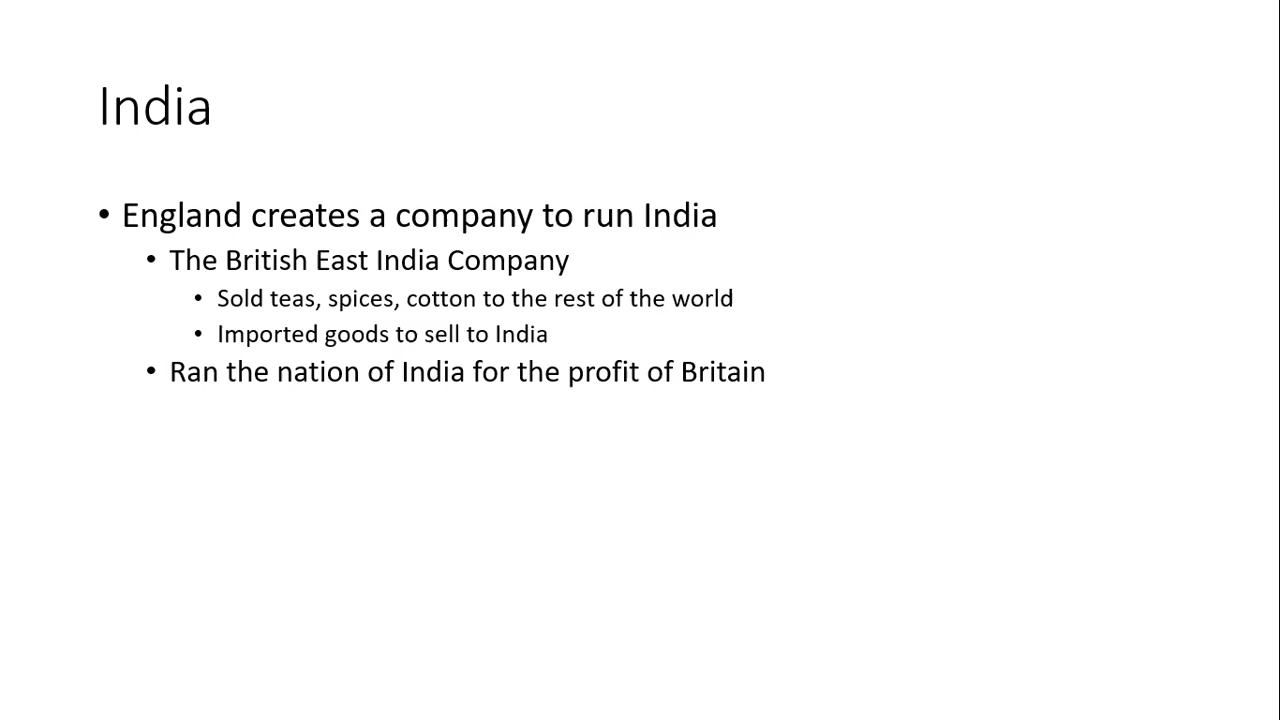 India
• England creates a company to run India
• The British East India Company
• Sold teas, spices, cotton to the rest of the world
• Imported goods to sell to India
• Ran the nation of India for the profit of Britain